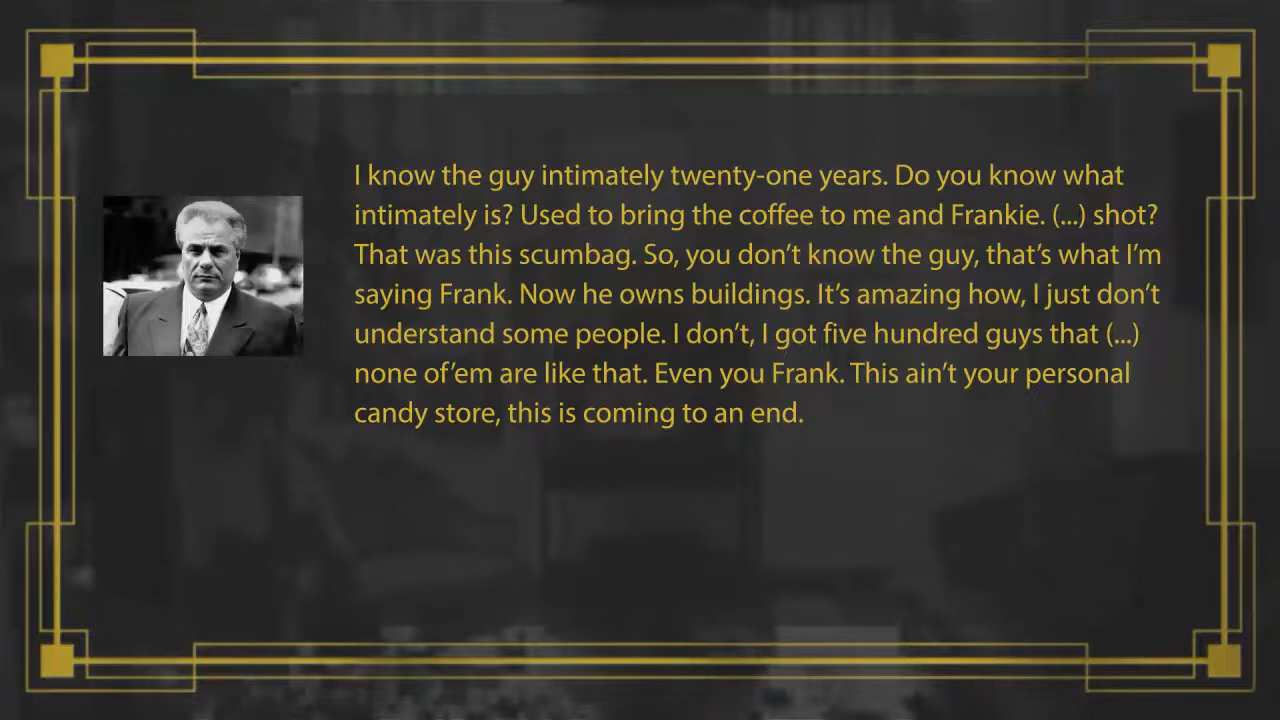 I know the guy intimately twenty-one years. Do you know what
intimately is? Used to bring the coffee to me and Frankie. (...) shot?
That was this scumbag. So, you don’t know the guy, that’s what I’m
saying Frank. Now he owns buildings. It’s amazing how, I just don’t
understand some people. I don’t, I got five hundred guys that (...)
none of’em are like that. Even you Frank. This ain’t your personal
candy store, this is coming to an end.